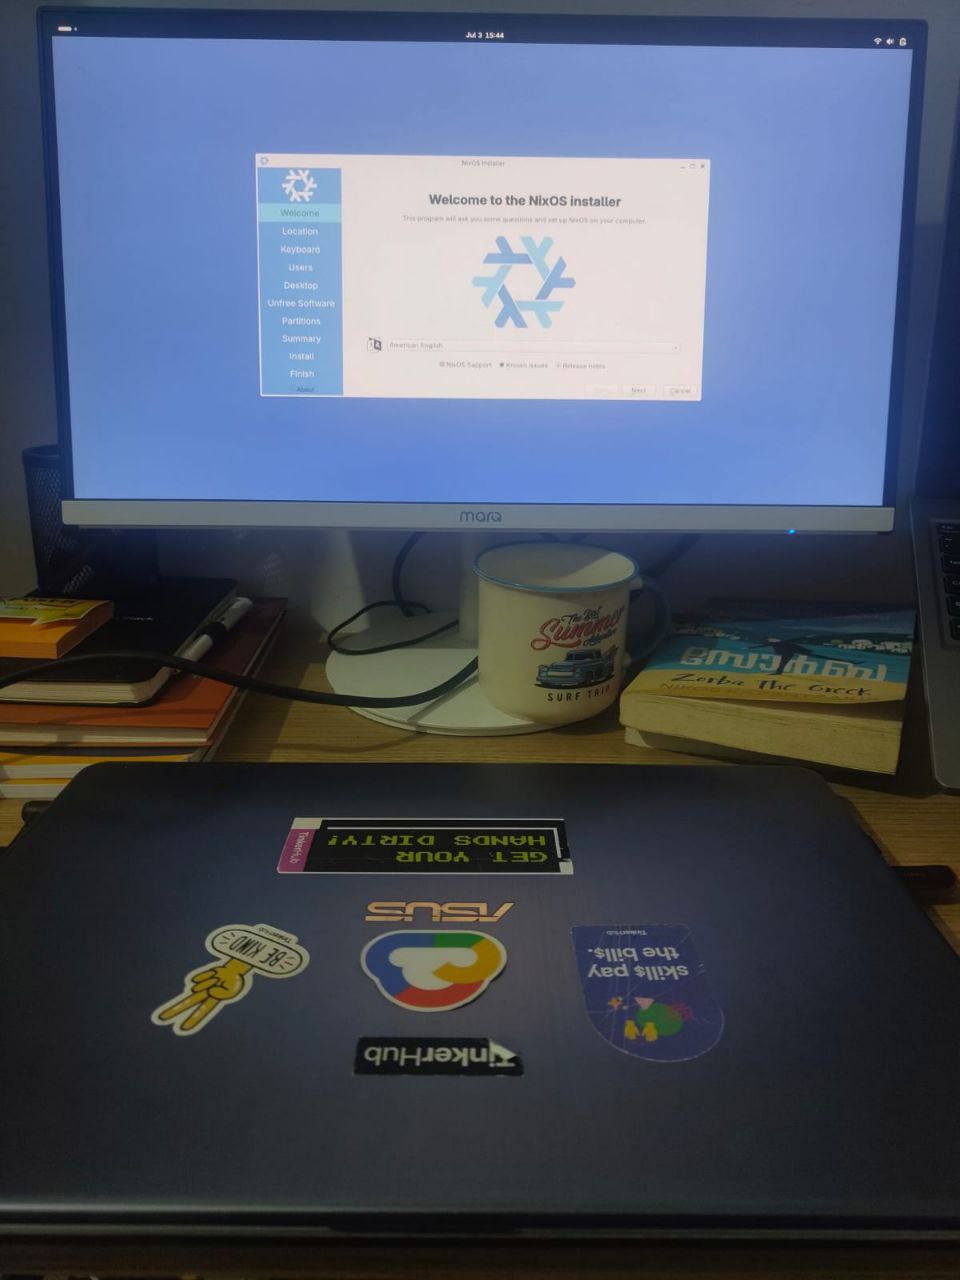 Jul 3 15:44
NixOS Installer
Welcome
Location
Keyboard
Users
Desktop
Unfree Software
Partitions
Summary
Install
Finish
About
Welcome to the NixOS installer
This program will ask you some questions and set up NixOS on your computer.
American English
NixOS Support
Known issues
Release notes
Next
Cancel
marq
The Best
Summer
SURF TRIP
സോർബ
Zorba The Greek
TinkerHub
GET YOUR
HANDS DIRTY!
ASUS
TinkerHub
BE KIND
TinkerHub
skill$ pay
the bill$.
TinkerHub